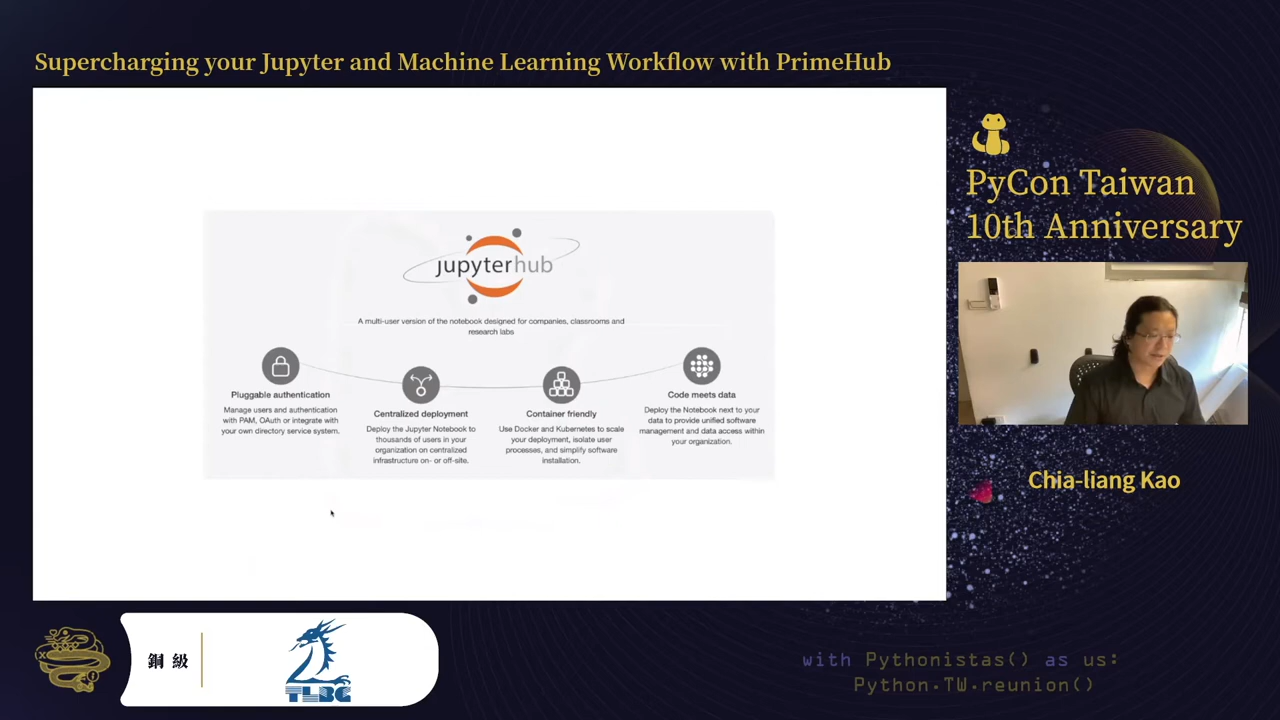 Supercharging your Jupyter and Machine Learning Workflow with PrimeHub
PyCon Taiwan
10th Anniversary
jupyterhub
A multi-user version of the notebook designed for companies, classrooms and
research labs
Pluggable authentication
Manage users and authentication
with PAM, OAuth or integrate with
your own directory service system.
Centralized deployment
Deploy the Jupyter Notebook to
thousands of users in your
organization on centralized
infrastructure on- or off-site.
Container friendly
Use Docker and Kubernetes to scale
your deployment, isolate user
processes, and simplify software
installation.
Code meets data
Deploy the Notebook next to your
data to provide unified software
management and data access within
your organization.
Chia-liang Kao
銅 級
TLBC
with Pythonistas() as us:
Python.TW.reunion()